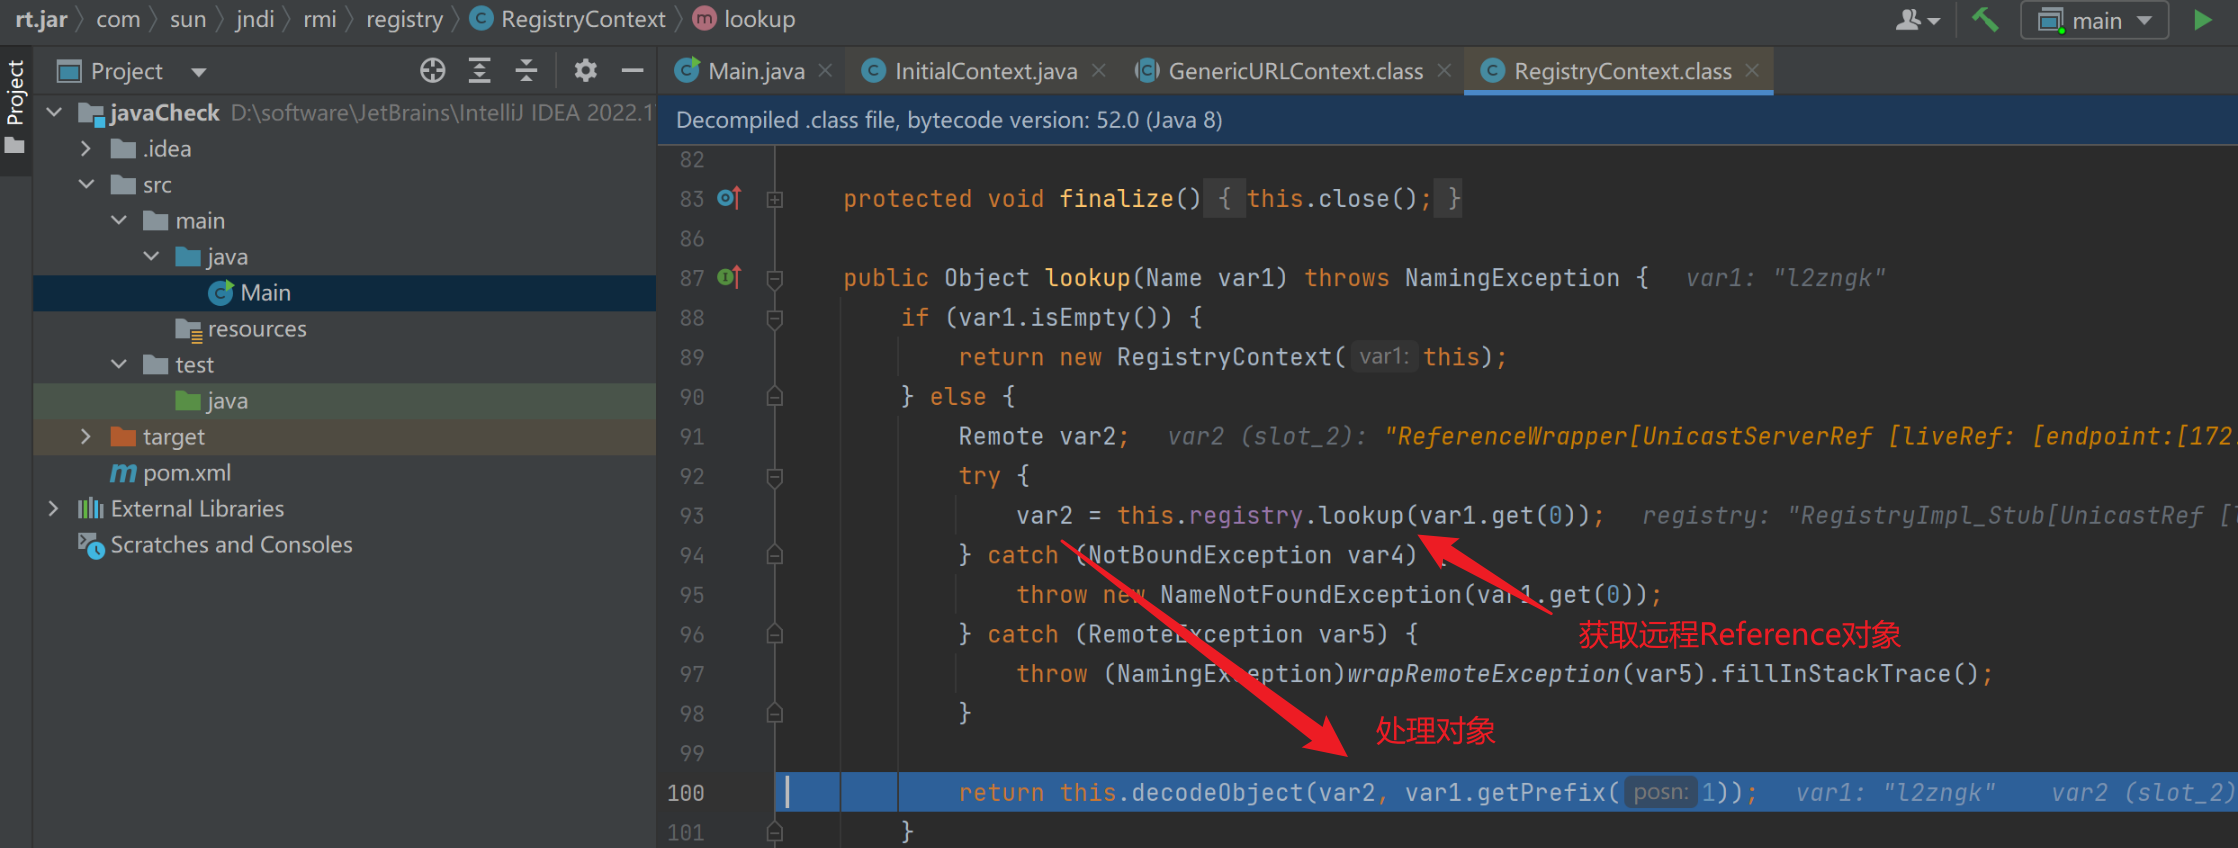 rt.jar com sun jndi rmi registry RegistryContext lookup main
Project Main.java InitialContext.java GenericURLContext.class RegistryContext.class
Project
javaCheck D:\software\JetBrains\IntelliJ IDEA 2022.1
.idea
src
main
java
Main
resources
test
java
target
pom.xml
External Libraries
Scratches and Consoles
Decompiled .class file, bytecode version: 52.0 (Java 8)
82
83 protected void finalize() { this.close(); }
86
87 public Object lookup(Name var1) throws NamingException { var1: "l2zngk"
88 if (var1.isEmpty()) {
89 return new RegistryContext( var1: this);
90 } else {
91 Remote var2; var2 (slot_2): "ReferenceWrapper[UnicastServerRef [liveRef: [endpoint:[172.
92 try {
93 var2 = this.registry.lookup(var1.get(0)); registry: "RegistryImpl_Stub[UnicastRef [l
94 } catch (NotBoundException var4) {
95 throw new NameNotFoundException(var1.get(0));
获取远程Reference对象
96 } catch (RemoteException var5) {
97 throw (NamingException)wrapRemoteException(var5).fillInStackTrace();
98 }
处理对象
99
100 return this.decodeObject(var2, var1.getPrefix( posn: 1)); var1: "l2zngk" var2 (slot_2)
101 }